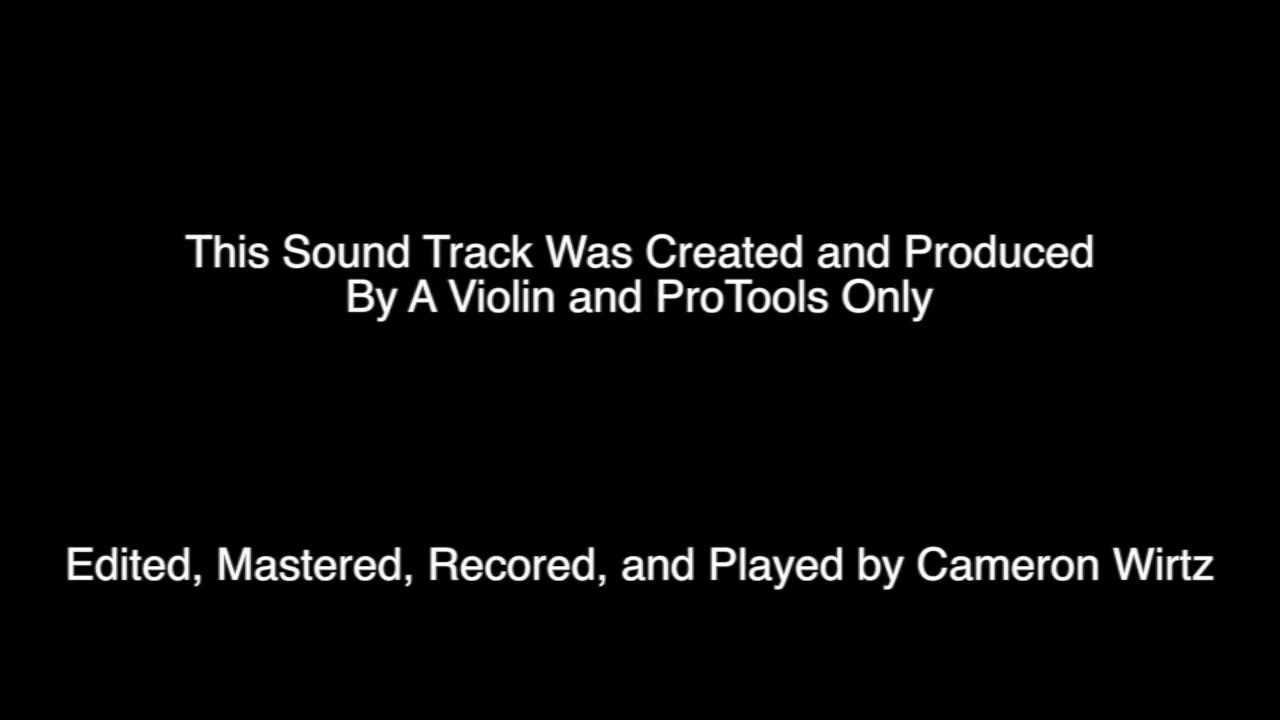 This Sound Track Was Created and Produced
By A Violin and ProTools Only
Edited, Mastered, Recored, and Played by Cameron Wirtz